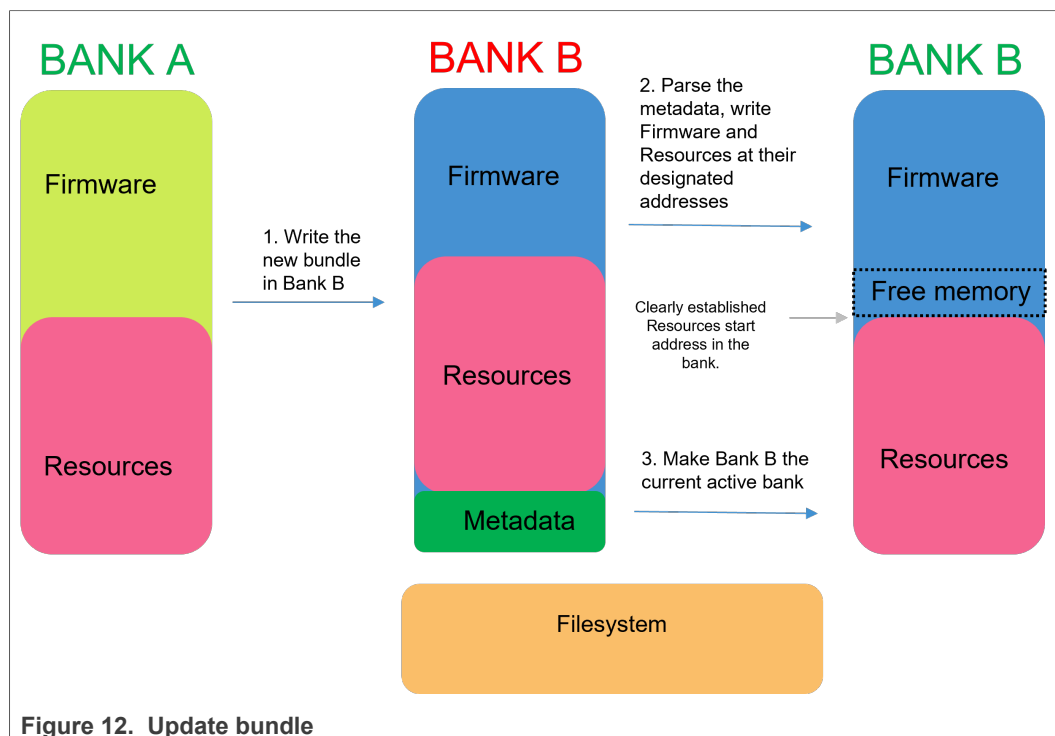 BANK A
Firmware
Resources
1. Write the
new bundle
in Bank B
BANK B
Firmware
Resources
Metadata
2. Parse the
metadata, write
Firmware and
Resources at their
designated
addresses
Clearly established
Resources start
address in the
bank.
3. Make Bank B the
current active bank
BANK B
Firmware
Free memory
Resources
Filesystem
Figure 12. Update bundle